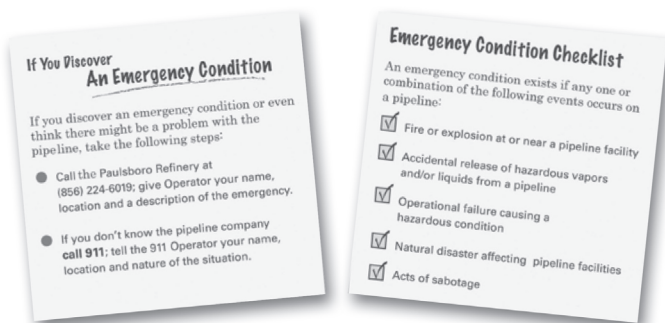 If You Discover
An Emergency Condition
If you discover an emergency condition or even
think there might be a problem with the
pipeline, take the following steps:
Call the Paulsboro Refinery at
(856) 224-6019; give Operator your name,
location and a description of the emergency.
If you don't know the pipeline company
call 911; tell the 911 Operator your name,
location and nature of the situation.
Emergency Condition Checklist
An emergency condition exists if any one or
combination of the following events occurs on
a pipeline:
Fire or explosion at or near a pipeline facility
Accidental release of hazardous vapors
and/or liquids from a pipeline
Operational failure causing a
hazardous condition
Natural disaster affecting pipeline facilities
Acts of sabotage